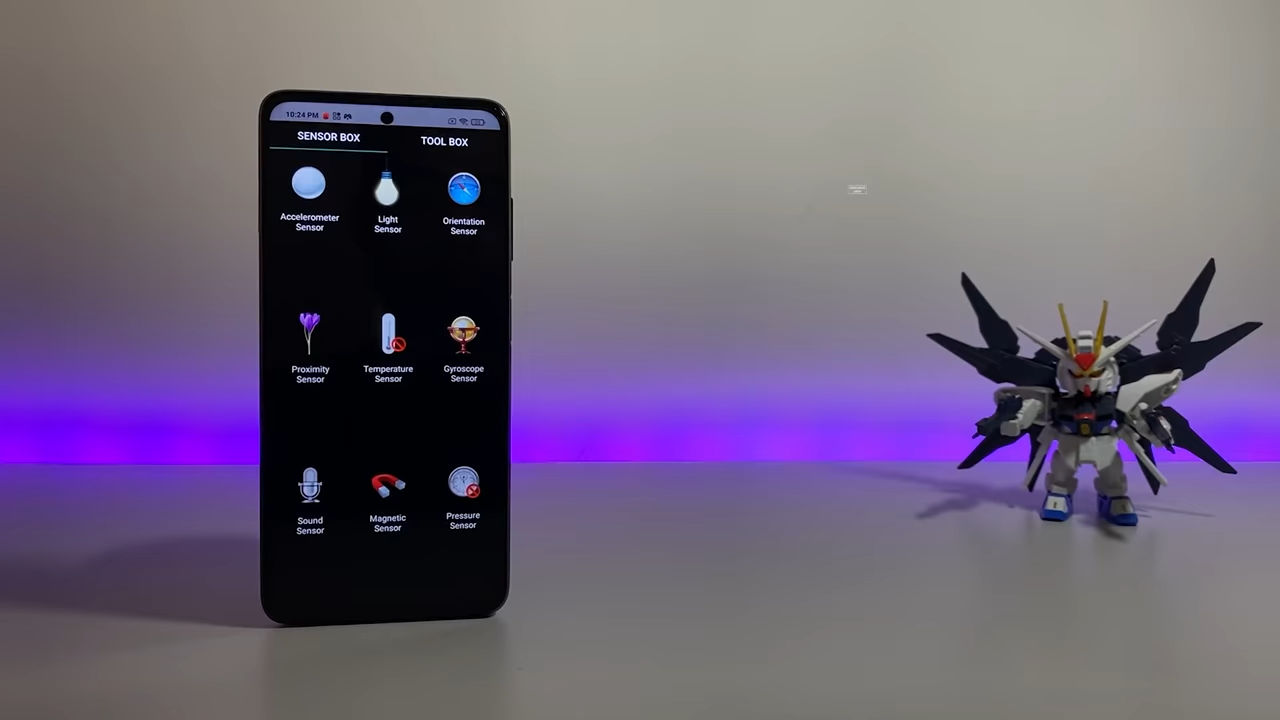 10:24 PM
SENSOR BOX
TOOL BOX
Accelerometer
Sensor
Light
Sensor
Orientation
Sensor
Proximity
Sensor
Temperature
Sensor
Gyroscope
Sensor
Sound
Sensor
Magnetic
Sensor
Pressure
Sensor